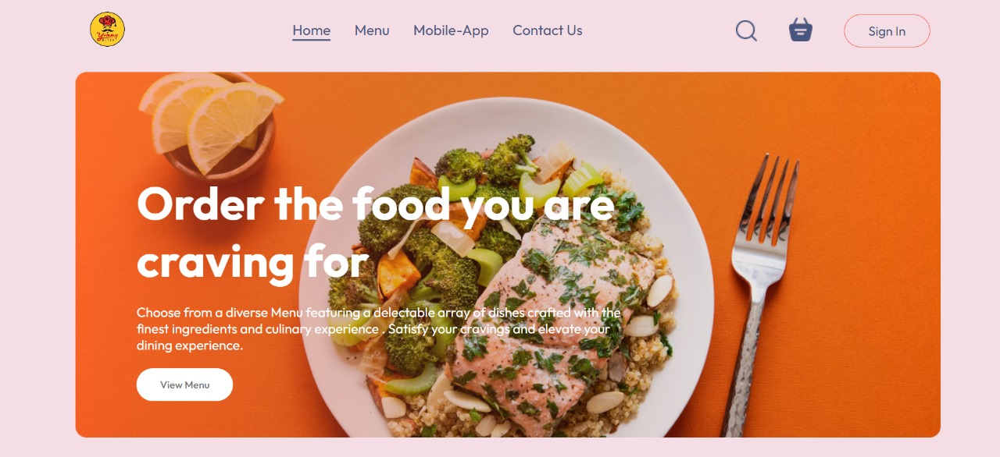 Yummy
Home Menu Mobile-App Contact Us Sign In
Order the food you are
craving for
Choose from a diverse Menu featuring a delectable array of dishes crafted with the
finest ingredients and culinary experience . Satisfy your cravings and elevate your
dining experience.
View Menu